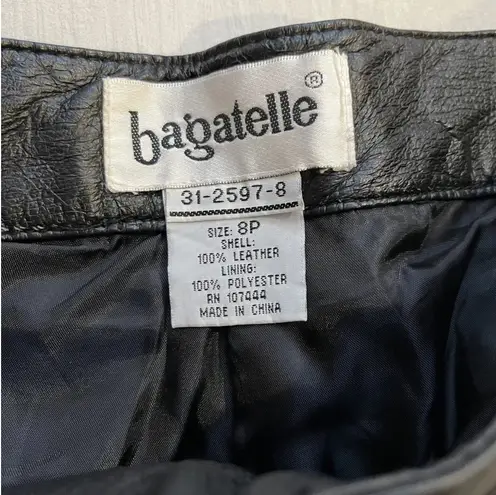 bagatelle®
31-2597-8
SIZE: 8P
SHELL:
100% LEATHER
LINING:
100% POLYESTER
RN 107444
MADE IN CHINA